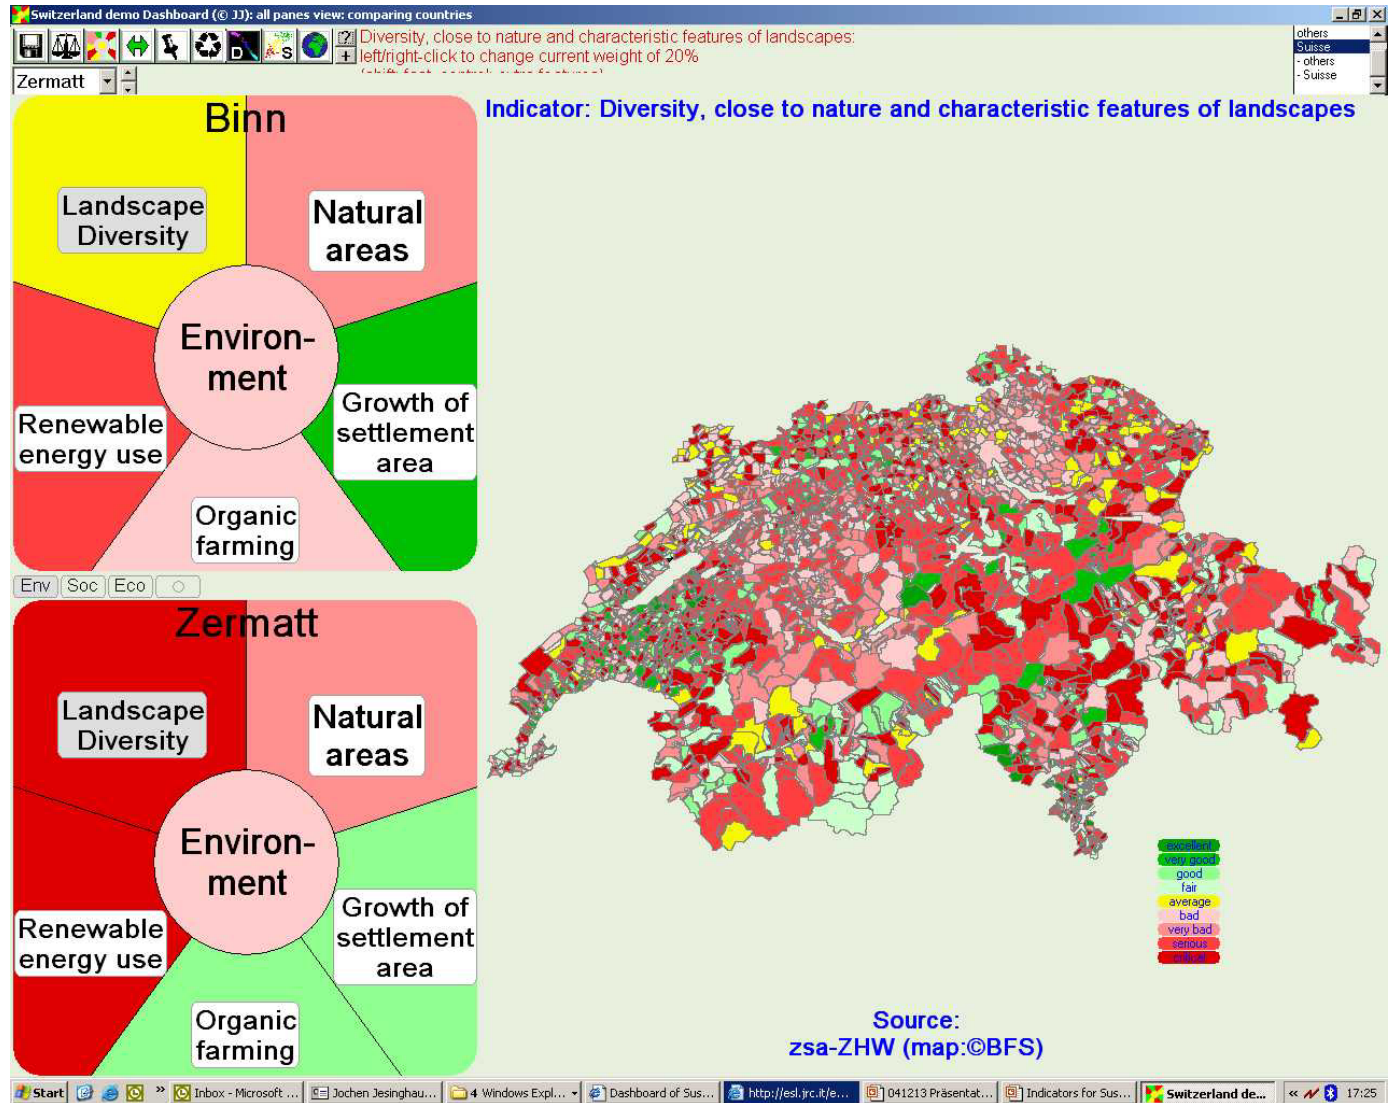 Switzerland demo Dashboard (© JJ): all panes view: comparing countries
D
S
?
+
Diversity, close to nature and characteristic features of landscapes:
left/right-click to change current weight of 20%
(shift: fast, control: extra features)
others
Suisse
- others
- Suisse
Zermatt
Indicator: Diversity, close to nature and characteristic features of landscapes
Binn
Landscape
Diversity
Natural
areas
Environ-
ment
Renewable
energy use
Growth of
settlement
area
Organic
farming
Env
Soc
Eco
Zermatt
Landscape
Diversity
Natural
areas
Environ-
ment
Renewable
energy use
Growth of
settlement
area
Organic
farming
excellent
very good
good
fair
average
bad
very bad
serious
critical
Source:
zsa-ZHW (map:©BFS)
Start
Inbox - Microsoft ...
Jochen Jesinghau...
4 Windows Expl...
Dashboard of Sus...
http://esl.jrc.it/e...
041213 Präsentat...
Indicators for Sus...
Switzerland de...
17:25